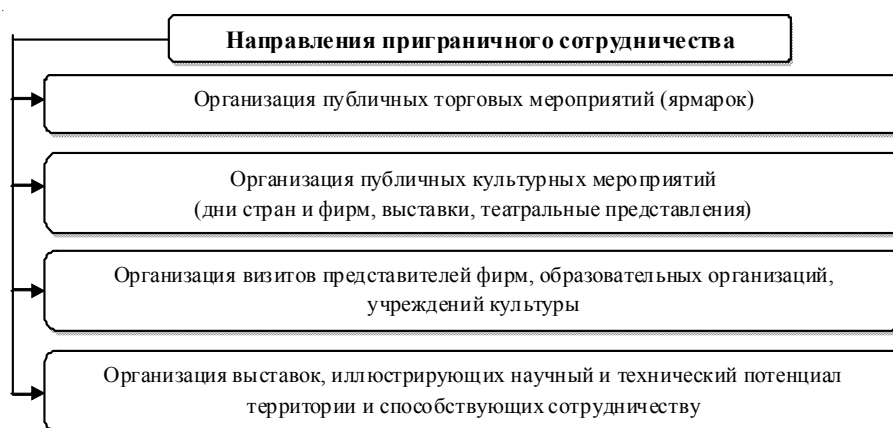 Направления приграничного сотрудничества
Организация публичных торговых мероприятий (ярмарок)
Организация публичных культурных мероприятий
(дни стран и фирм, выставки, театральные представления)
Организация визитов представителей фирм, образовательных организаций,
учреждений культуры
Организация выставок, иллюстрирующих научный и технический потенциал
территории и способствующих сотрудничеству